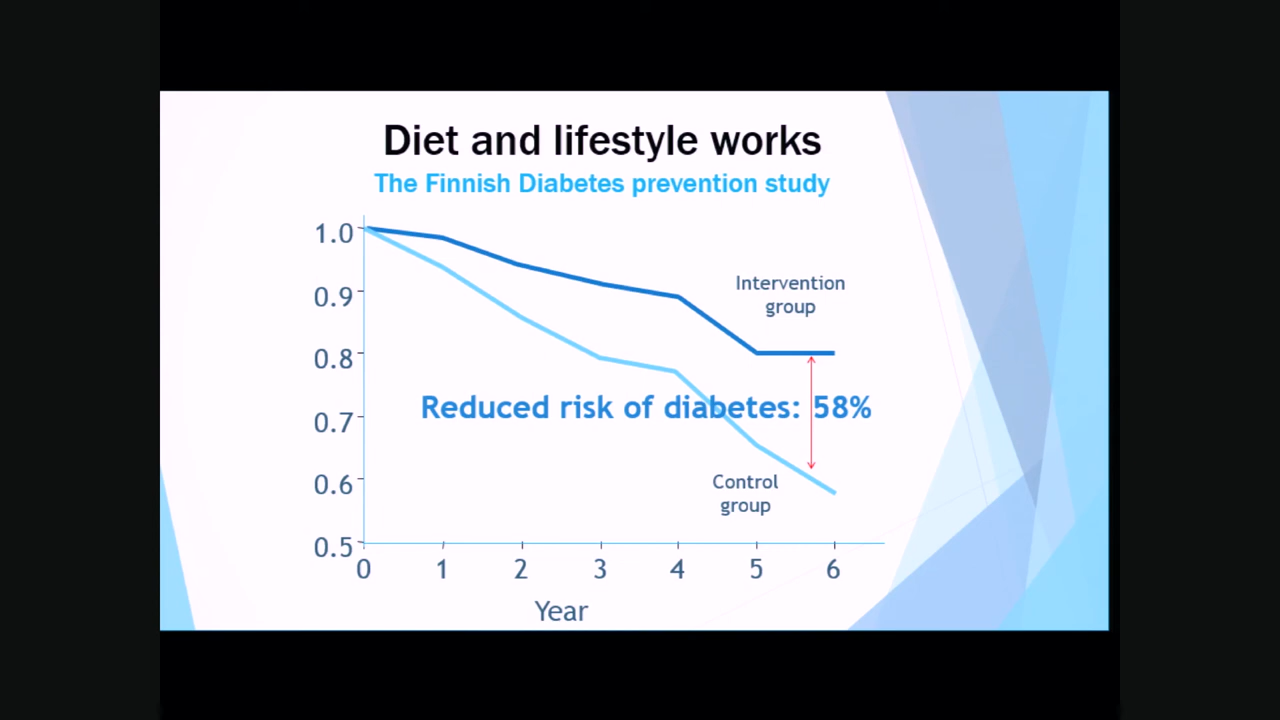 Diet and lifestyle works
The Finnish Diabetes prevention study
1.0
0.9
0.8
0.7
0.6
0.5
Intervention
group
Reduced risk of diabetes: 58%
Control
group
0 1 2 3 4 5 6
Year